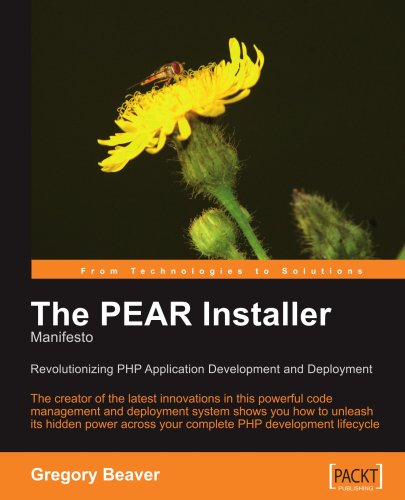 From Technologies to Solutions
The PEAR Installer
Manifesto
Revolutionizing PHP Application Development and Deployment
The creator of the latest innovations in this powerful code
management and deployment system shows you how to unleash
its hidden power across your complete PHP development lifecycle
Gregory Beaver
PACKT
PUBLISHING